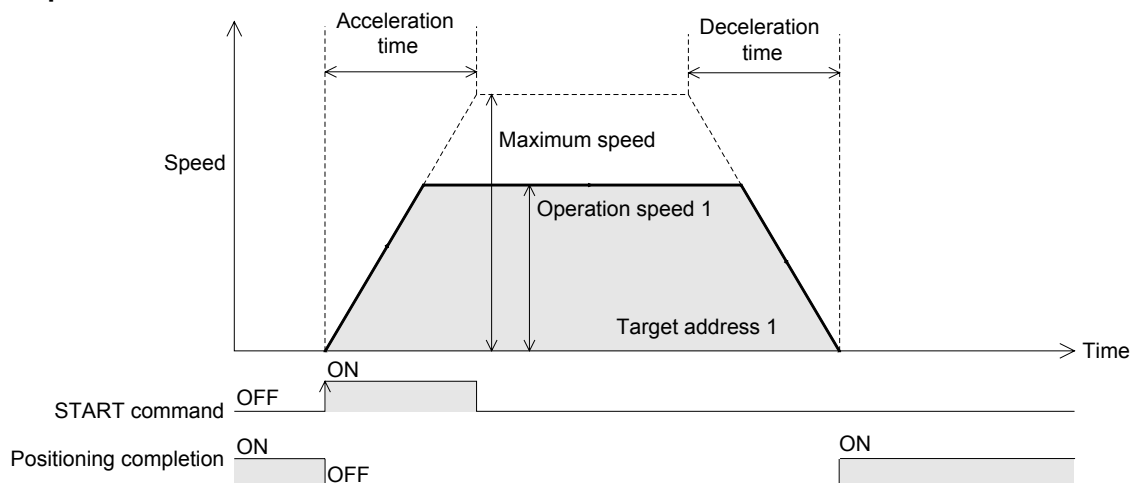 Acceleration
time
Deceleration
time
Maximum speed
Speed
Operation speed 1
Target address 1
Time
ON
OFF
START command
ON
ON
Positioning completion
OFF